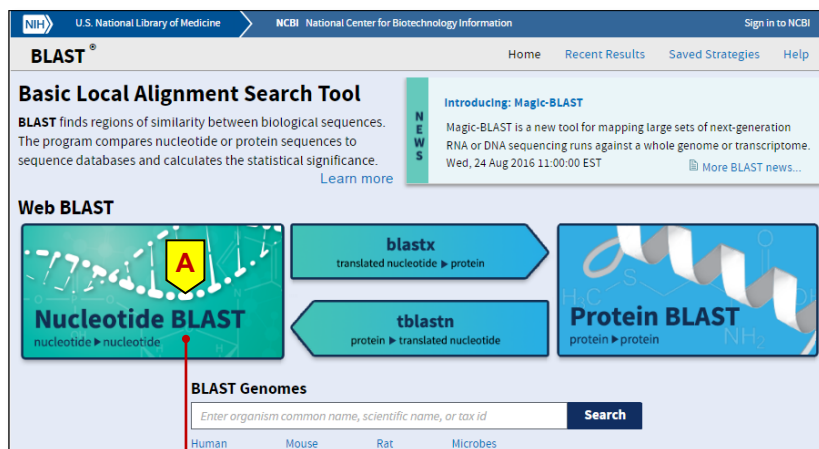 NIH U.S. National Library of Medicine NCBI National Center for Biotechnology Information Sign in to NCBI
BLAST ® Home Recent Results Saved Strategies Help
Basic Local Alignment Search Tool
BLAST finds regions of similarity between biological sequences.
The program compares nucleotide or protein sequences to
sequence databases and calculates the statistical significance.
Learn more
NEWS
Introducing: Magic-BLAST
Magic-BLAST is a new tool for mapping large sets of next-generation
RNA or DNA sequencing runs against a whole genome or transcriptome.
Wed, 24 Aug 2016 11:00:00 EST
More BLAST news...
Web BLAST
A
Nucleotide BLAST
nucleotide ▶ nucleotide
blastx
translated nucleotide ▶ protein
tblastn
protein ▶ translated nucleotide
H₃C
S
O
NH₂
Protein BLAST
protein ▶ protein
BLAST Genomes
Enter organism common name, scientific name, or tax id Search
Human Mouse Rat Microbes